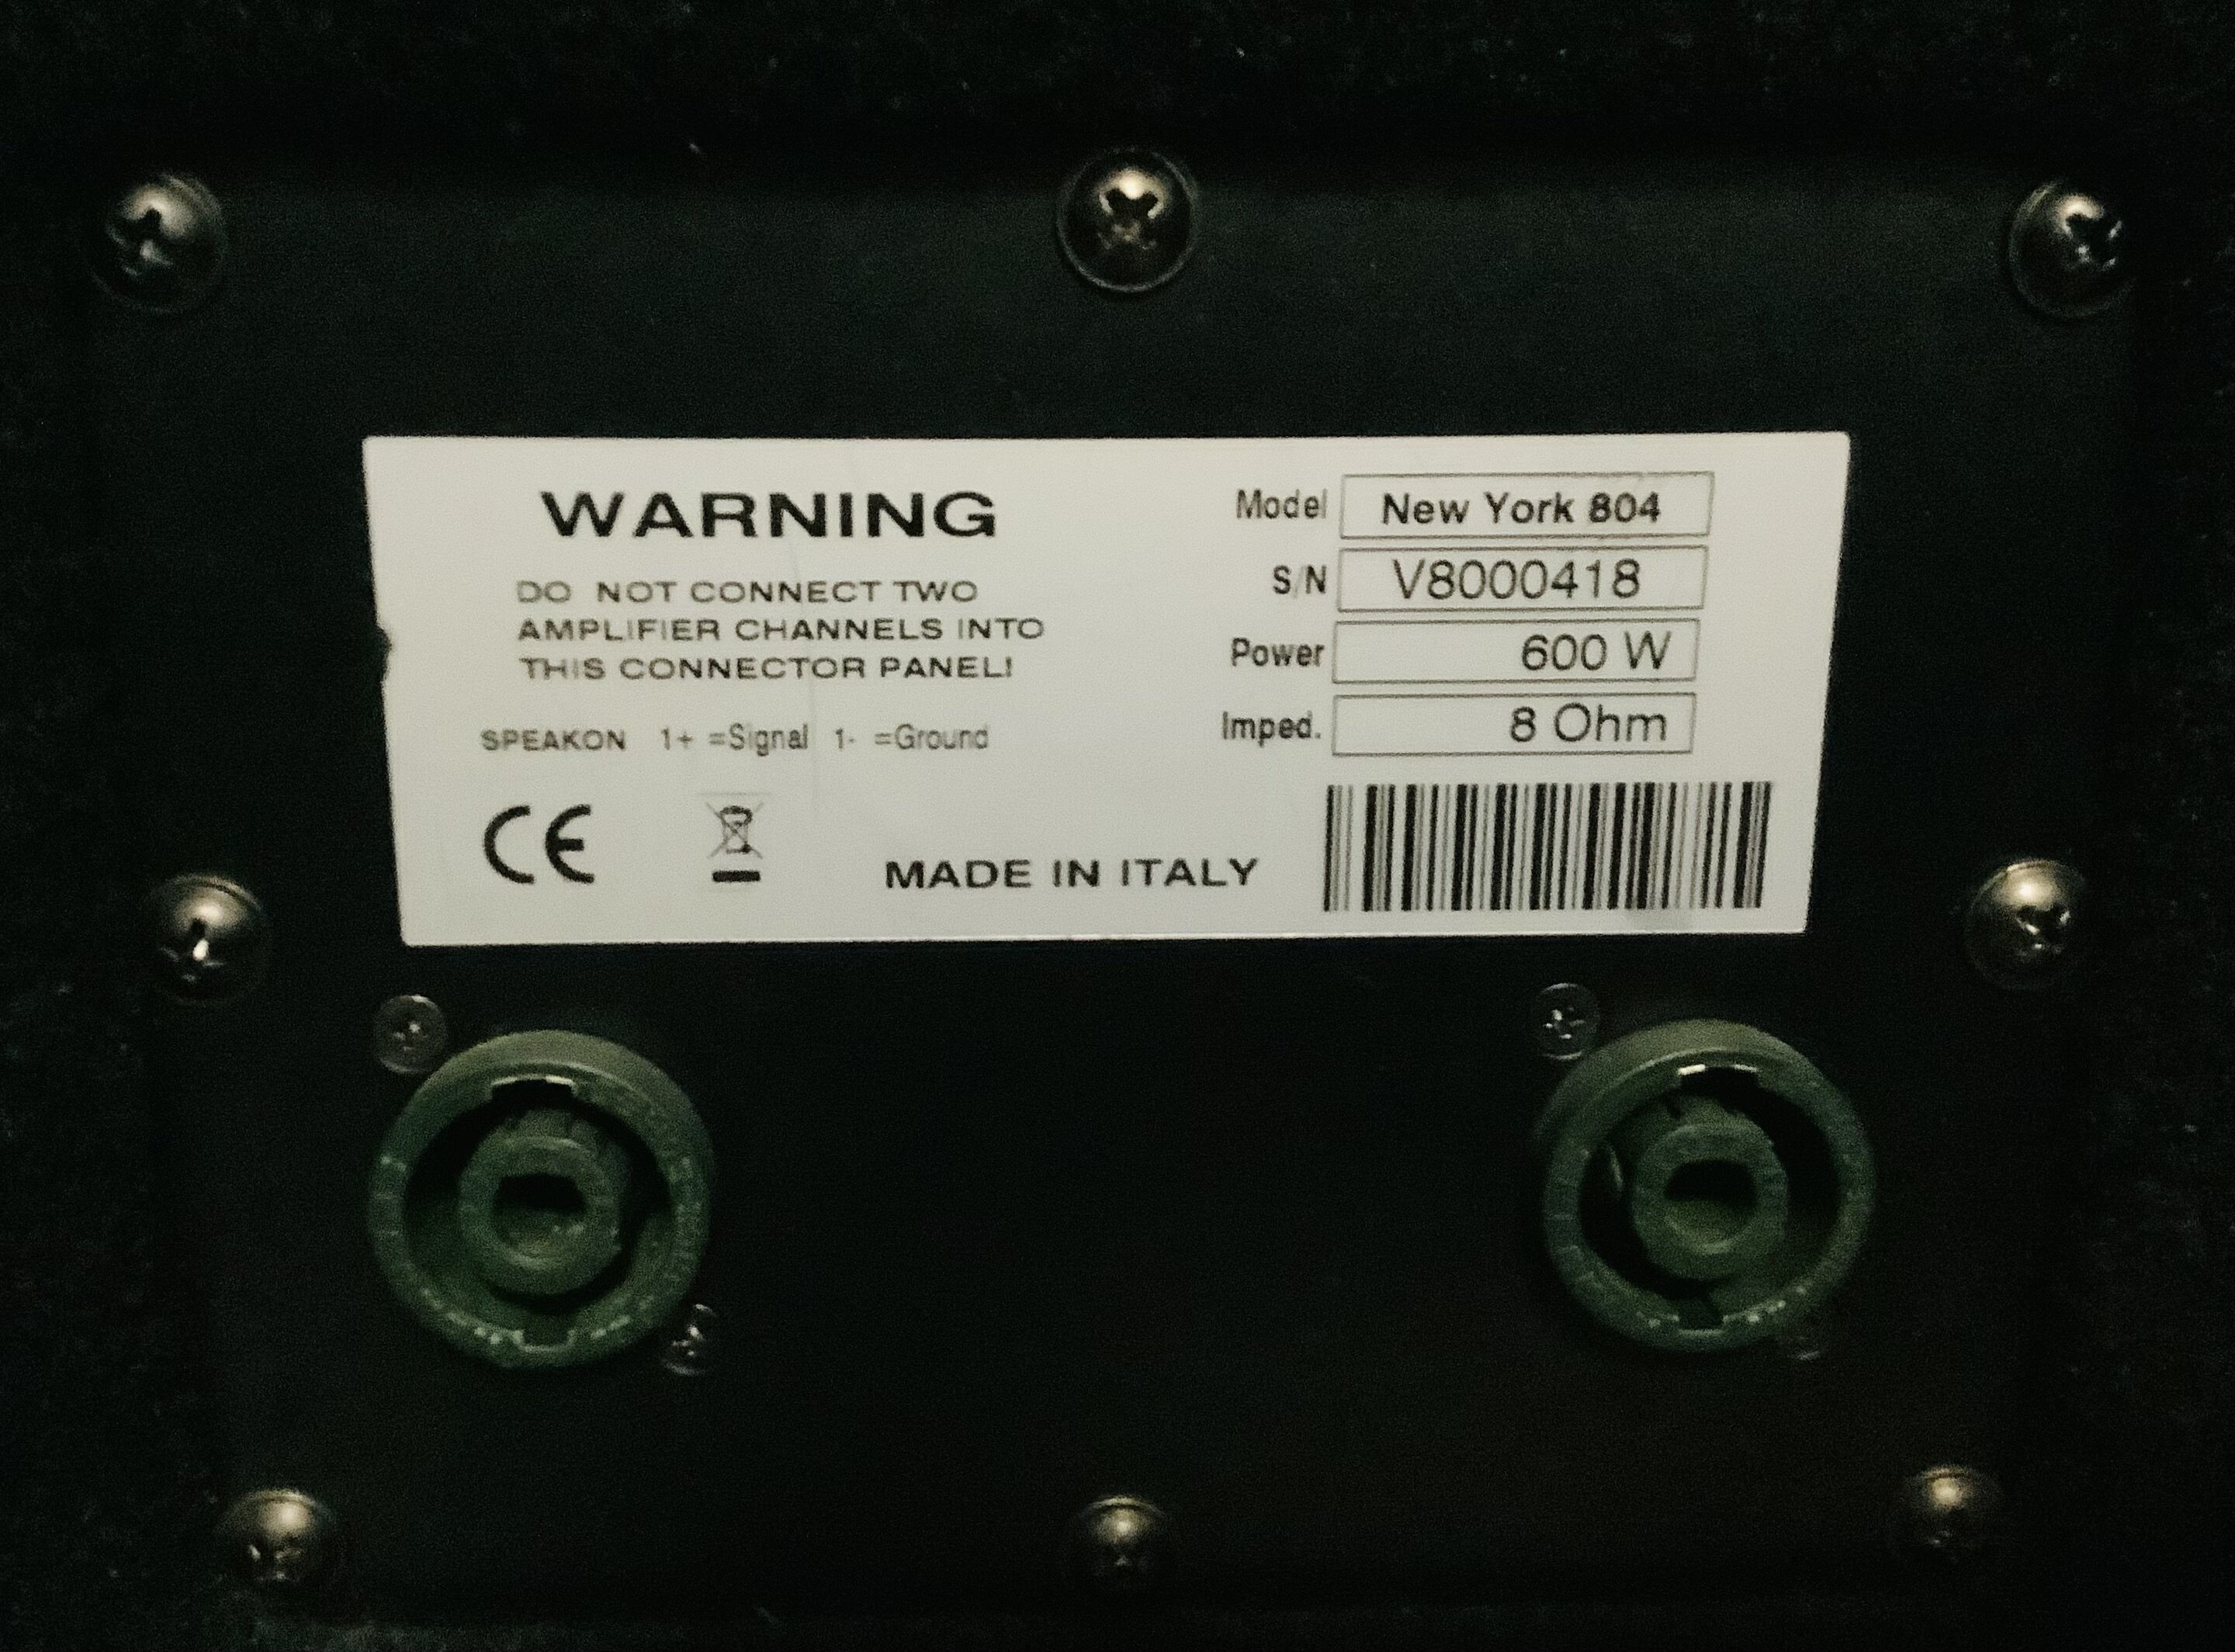 WARNING
DO NOT CONNECT TWO
AMPLIFIER CHANNELS INTO
THIS CONNECTOR PANEL!
SPEAKON 1+ =Signal 1- =Ground
CE
MADE IN ITALY
Model New York 804
S/N V8000418
Power 600 W
Imped. 8 Ohm